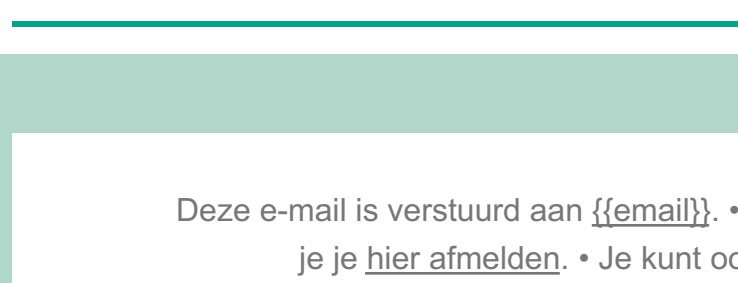 Deze e-mail is verstuurd aan {{email}}. •
je je hier afmelden. • Je kunt